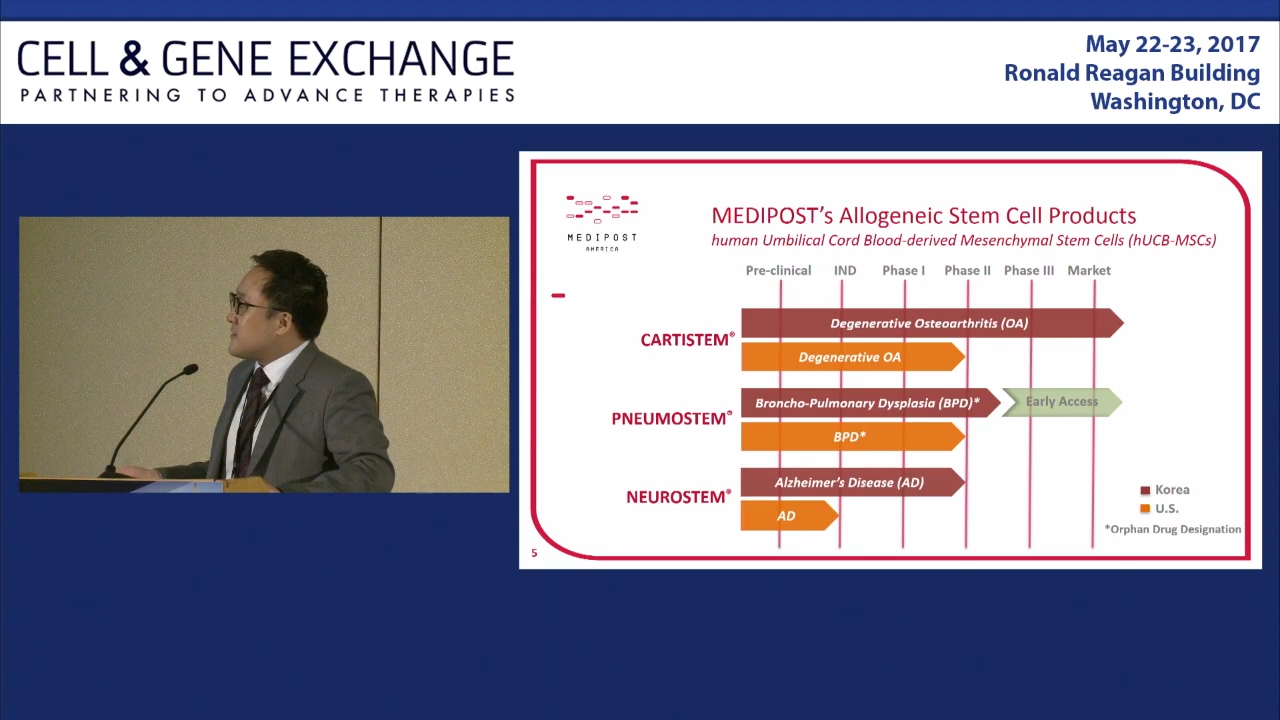 CELL & GENE EXCHANGE
PARTNERING TO ADVANCE THERAPIES
May 22-23, 2017
Ronald Reagan Building
Washington, DC
MEDIPOST
AMERICA
MEDIPOST's Allogeneic Stem Cell Products
human Umbilical Cord Blood-derived Mesenchymal Stem Cells (hUCB-MSCs)
Pre-clinical IND Phase I Phase II Phase III Market
CARTISTEM®
Degenerative Osteoarthritis (OA)
Degenerative OA
PNEUMOSTEM®
Broncho-Pulmonary Dysplasia (BPD)*
Early Access
BPD*
NEUROSTEM®
Alzheimer's Disease (AD)
AD
Korea
U.S.
*Orphan Drug Designation
5